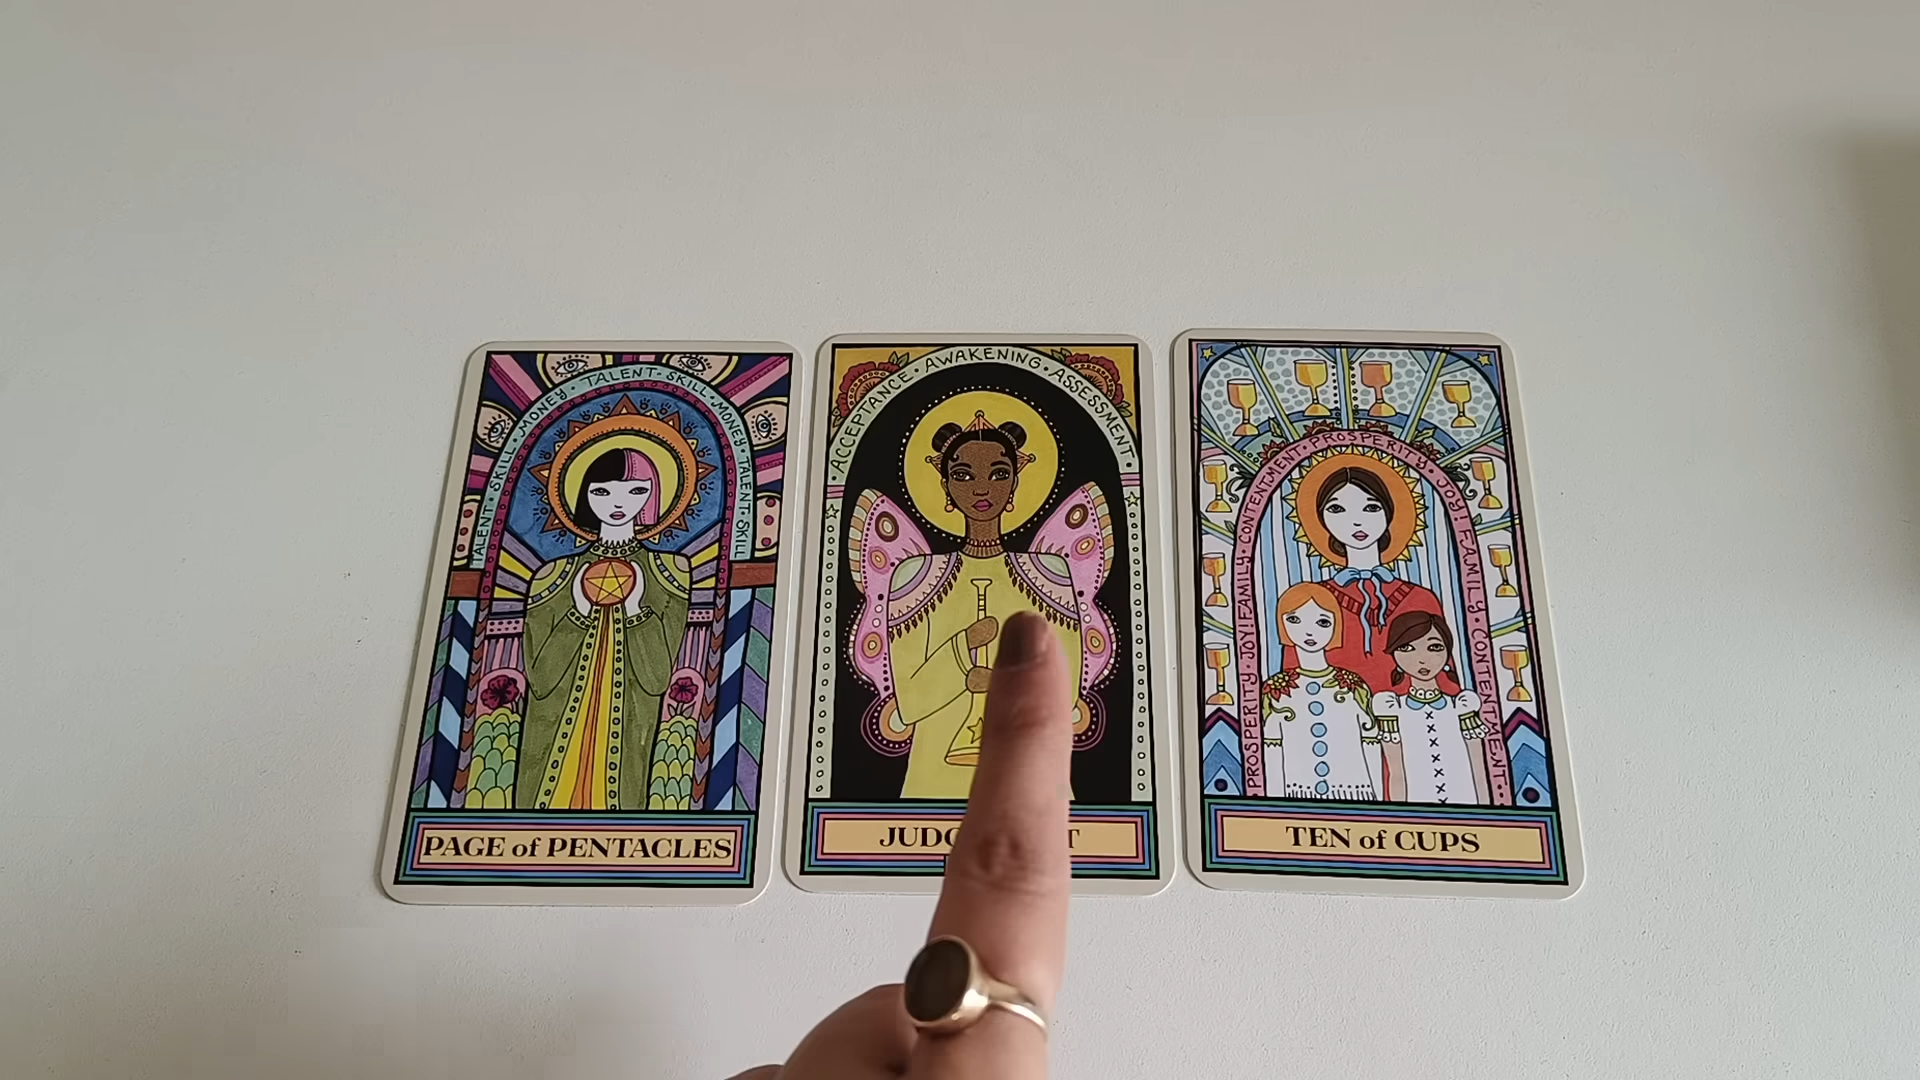 TALENT · SKILL · MONEY · TALENT · SKILL · MONEY · TALENT · SKILL
PAGE of PENTACLES
ACCEPTANCE · AWAKENING · ASSESSMENT ·
PROSPERITY · JOY! FAMILY · CONTENTMENT · PROSPERITY · JOY! FAMILY · CONTENTMENT ·
TEN of CUPS